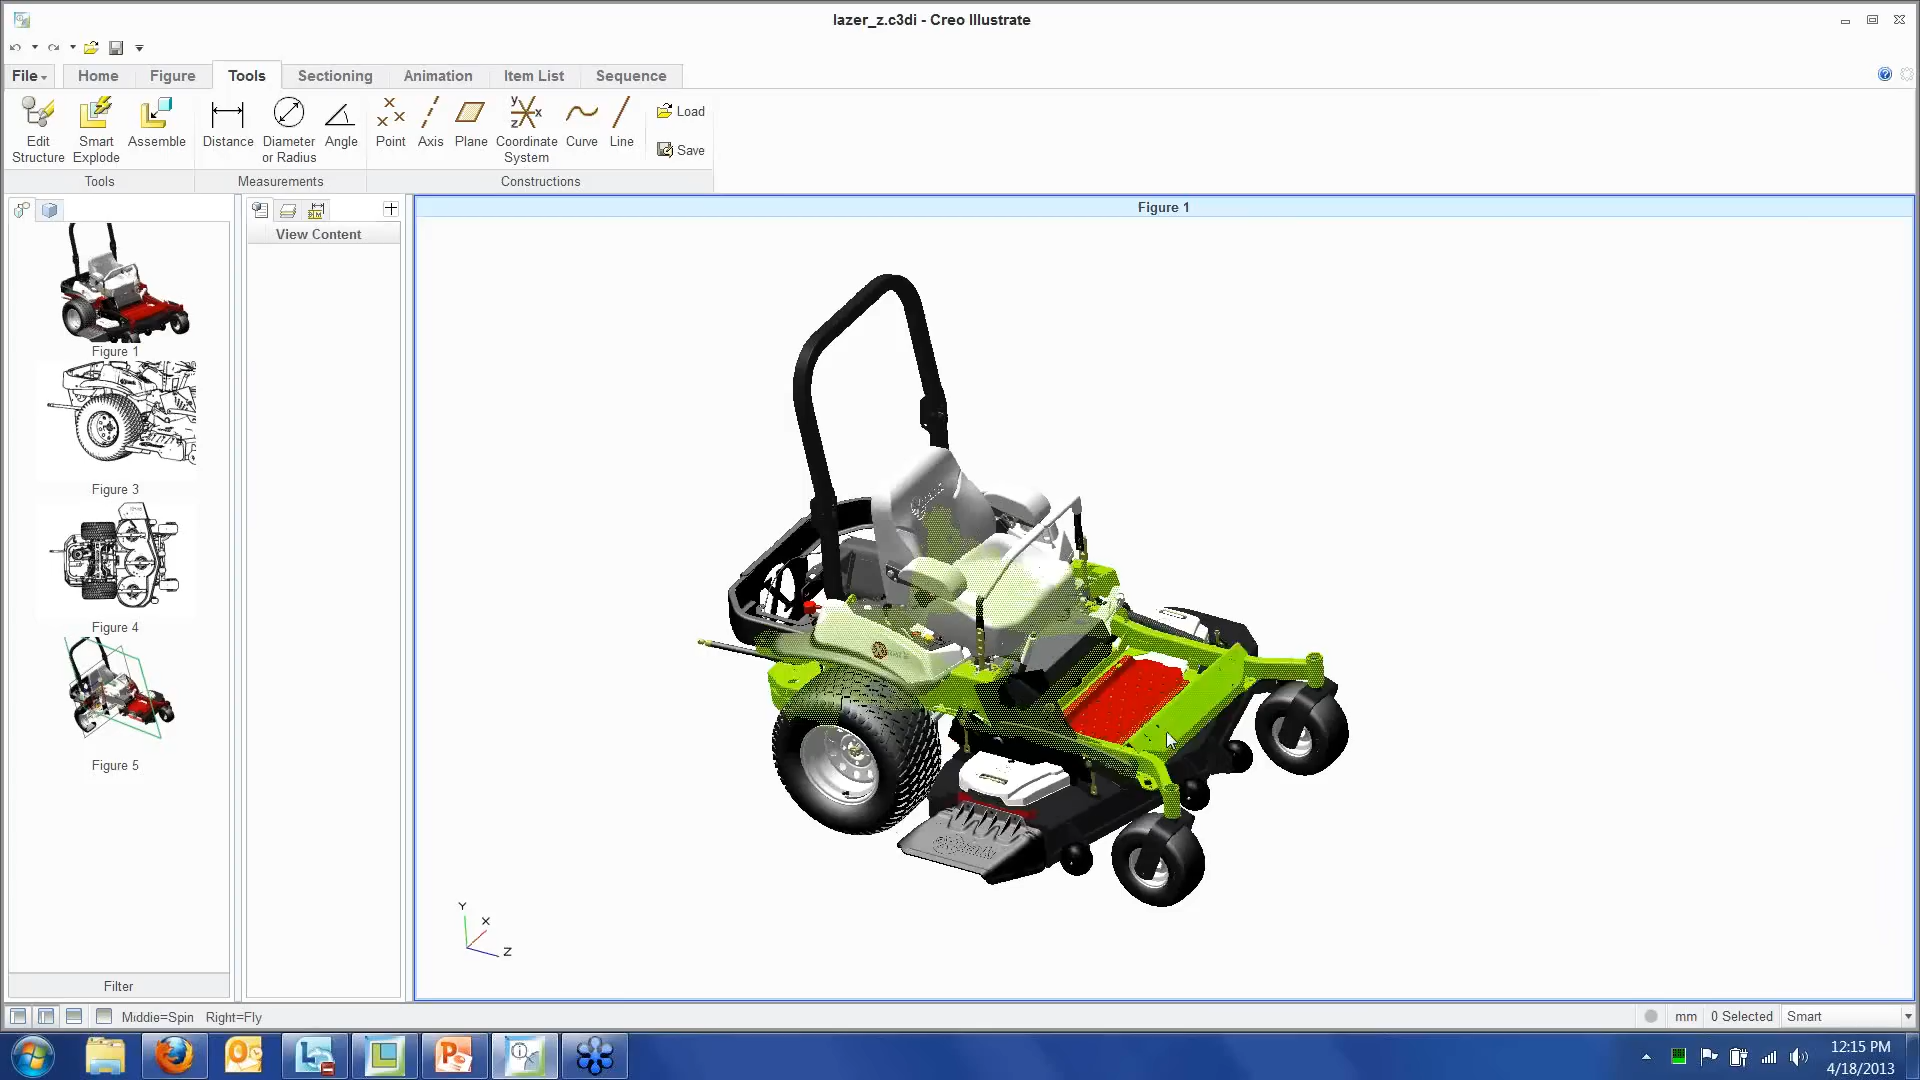 lazer_z.c3di - Creo Illustrate
File
Home
Figure
Tools
Sectioning
Animation
Item List
Sequence
Edit
Structure
Smart
Explode
Assemble
Distance
Diameter
or Radius
Angle
Point
Axis
Plane
Coordinate
System
Curve
Line
Load
Save
Tools
Measurements
Constructions
View Content
Figure 1
Figure 1
Figure 3
Figure 4
Figure 5
Y
X
Z
Filter
Middle=Spin Right=Fly
mm
0 Selected
Smart
12:15 PM
4/18/2013